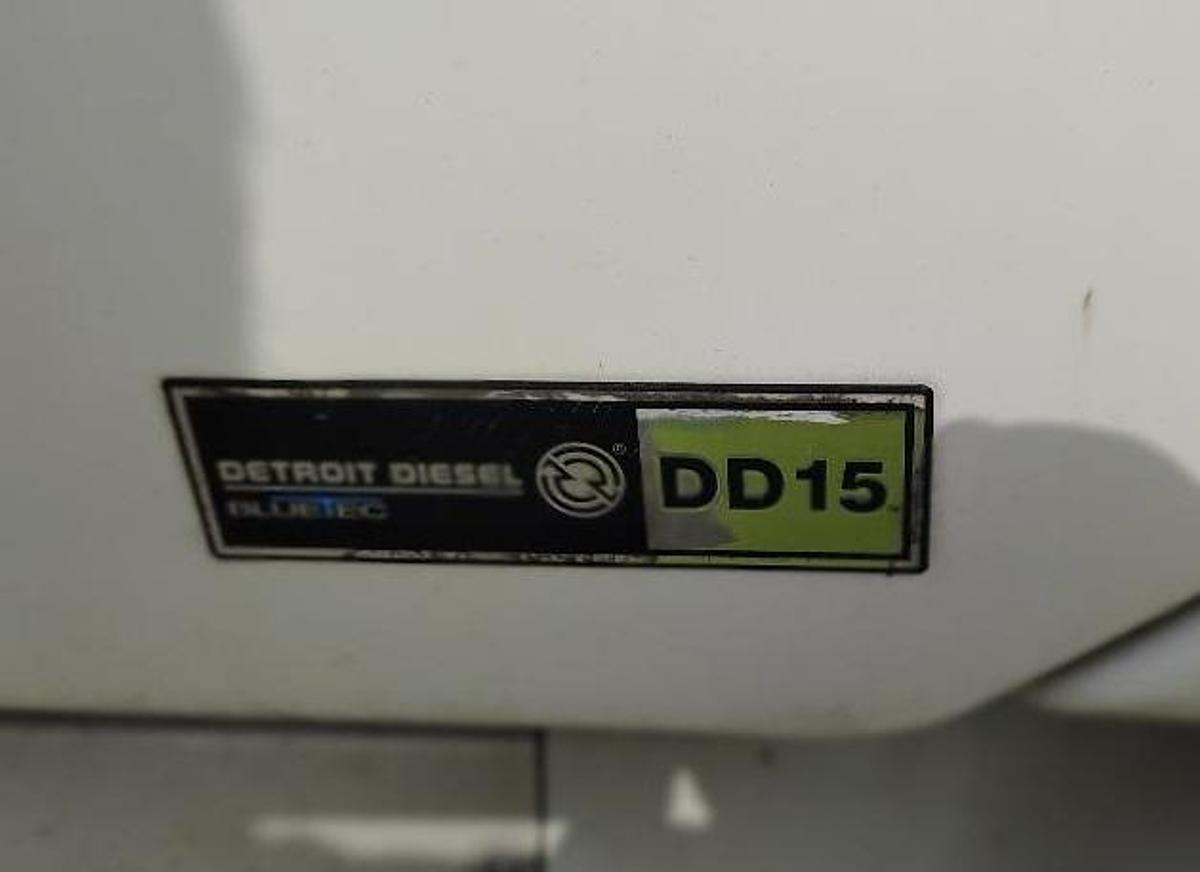 DETROIT DIESEL ® DD15
BLUETEC